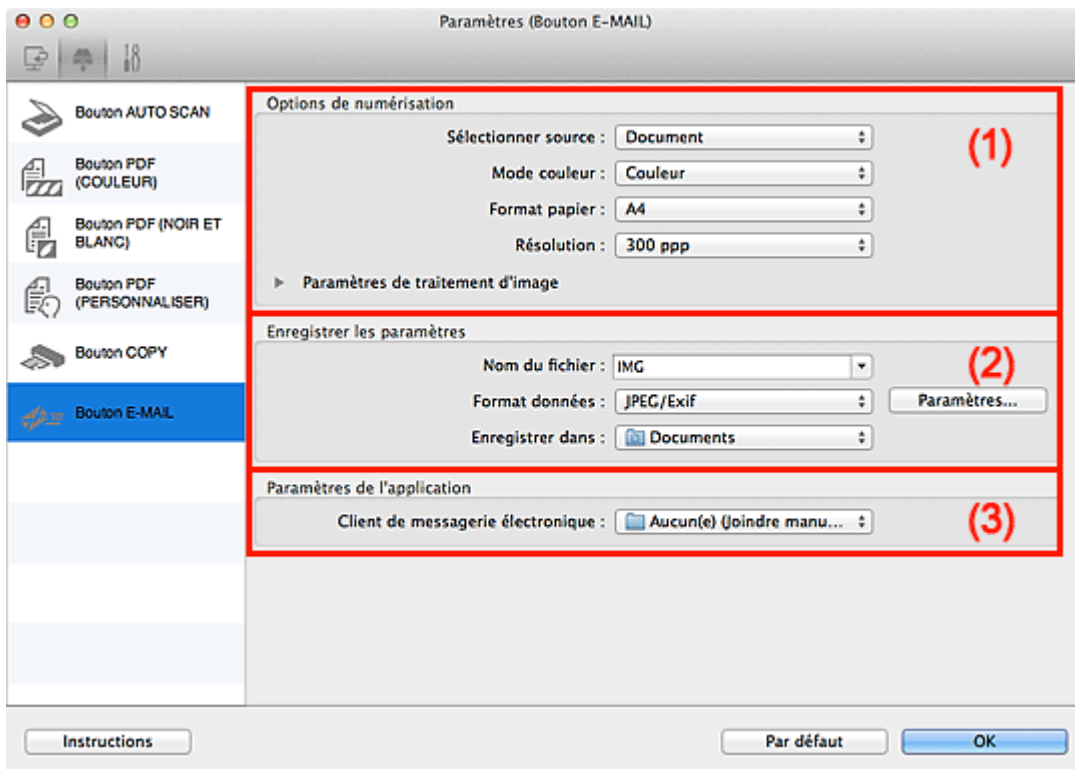 Paramètres (Bouton E-MAIL)
Bouton AUTO SCAN
Bouton PDF
(COULEUR)
Bouton PDF (NOIR ET
BLANC)
Bouton PDF
(PERSONNALISER)
Bouton COPY
Bouton E-MAIL
Options de numérisation
(1)
Sélectionner source : Document
Mode couleur : Couleur
Format papier : A4
Résolution : 300 ppp
Paramètres de traitement d'image
Enregistrer les paramètres
(2)
Nom du fichier : IMG
Format données : JPEG/Exif Paramètres...
Enregistrer dans : Documents
Paramètres de l'application
(3)
Client de messagerie électronique : Aucun(e) (Joindre manu...
Instructions Par défaut OK